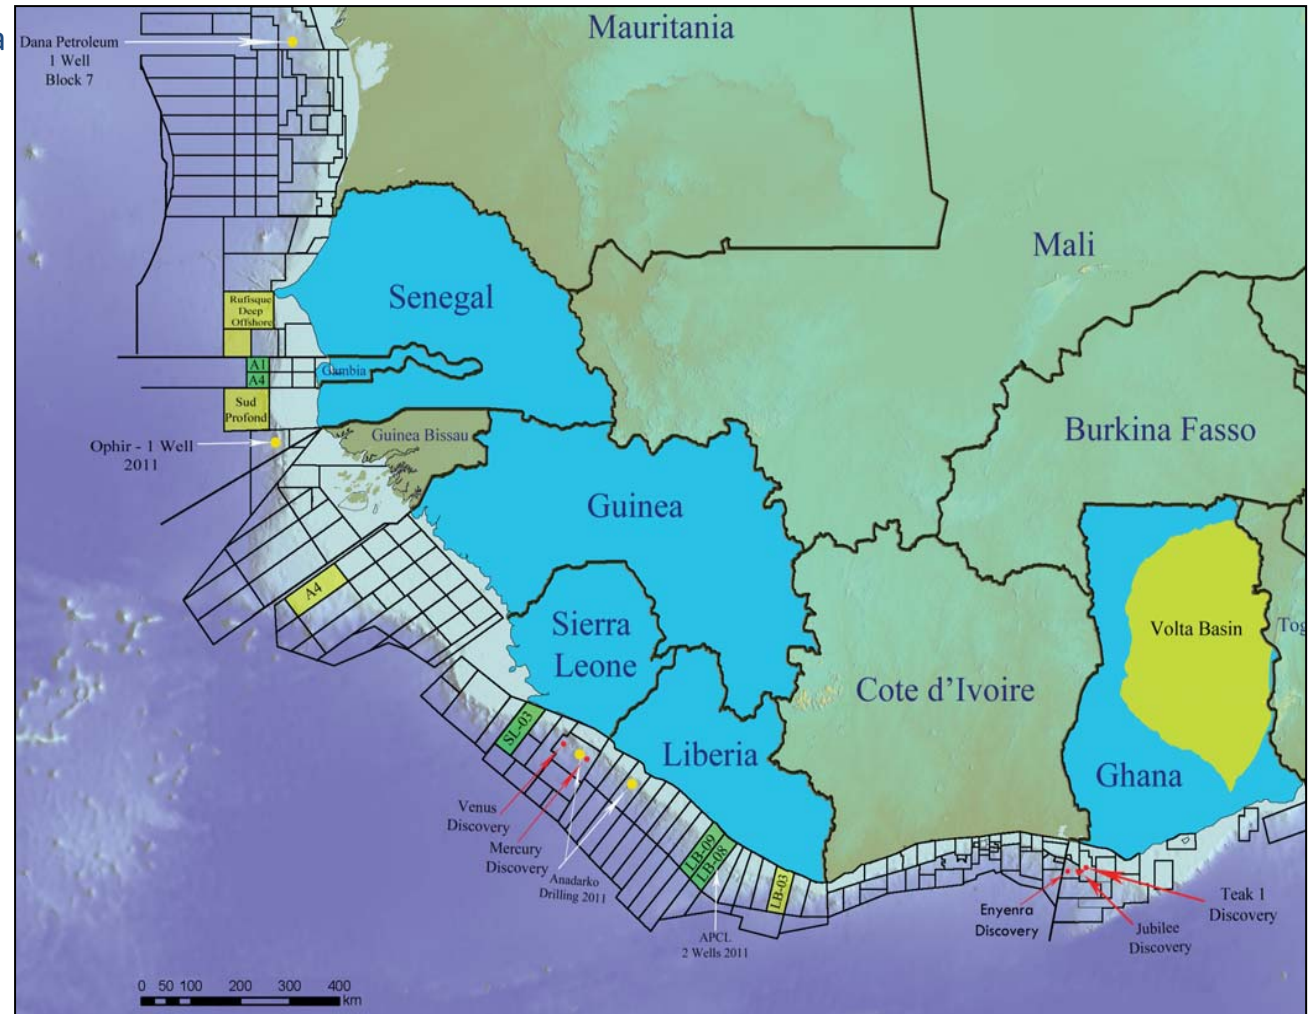 a
Dana Petroleum
1 Well
Block 7
Mauritania
Mali
Senegal
Rufisque
Deep
Offshore
A1
A4
Gambia
Sud
Profond
Ophir - 1 Well
2011
Guinea Bissau
Burkina Fasso
Guinea
A4
Sierra
Leone
Volta Basin
Tog
Cote d'Ivoire
SL-03
Liberia
Ghana
Venus
Discovery
Mercury
Discovery
Anadarko
Drilling 2011
LB-09
LB-08
LB-03
APCL
2 Wells 2011
Enyenra
Discovery
Jubilee
Discovery
Teak 1
Discovery
0 50 100 200 300 400
km